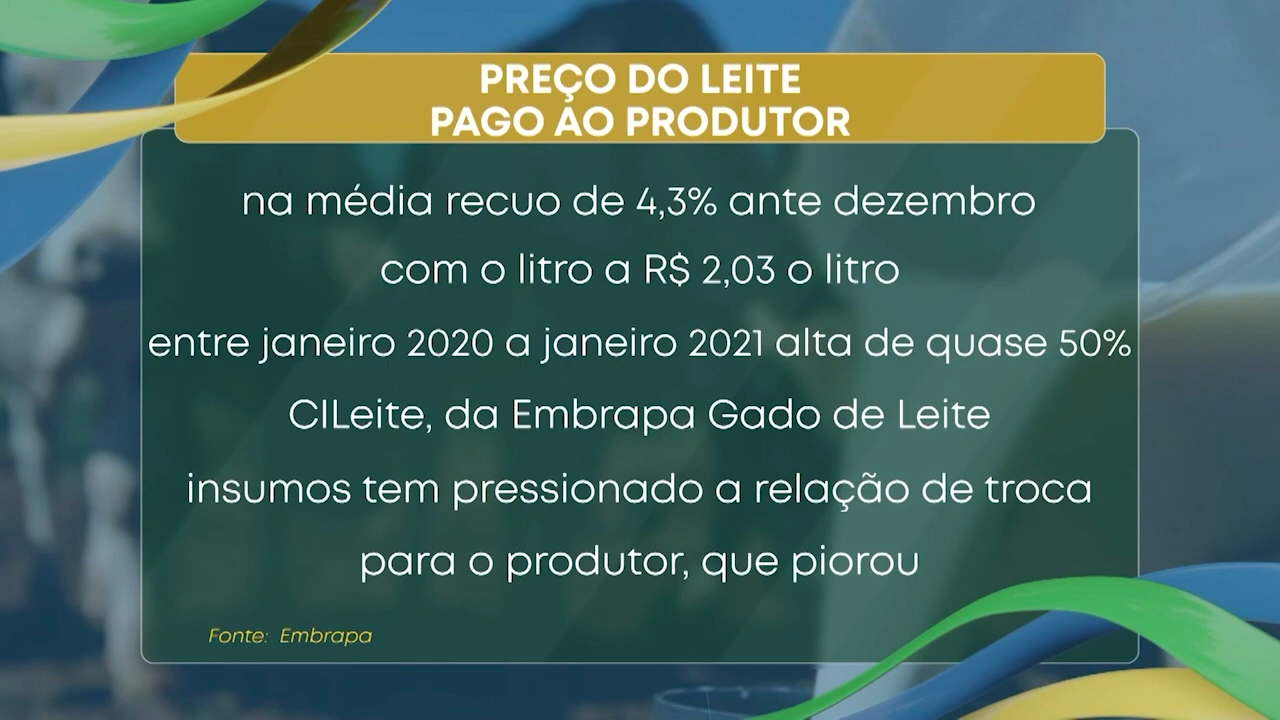 PREÇO DO LEITE
PAGO AO PRODUTOR
na média recuo de 4,3% ante dezembro
com o litro a R$ 2,03 o litro
entre janeiro 2020 a janeiro 2021 alta de quase 50%
CILeite, da Embrapa Gado de Leite
insumos tem pressionado a relação de troca
para o produtor, que piorou
Fonte: Embrapa